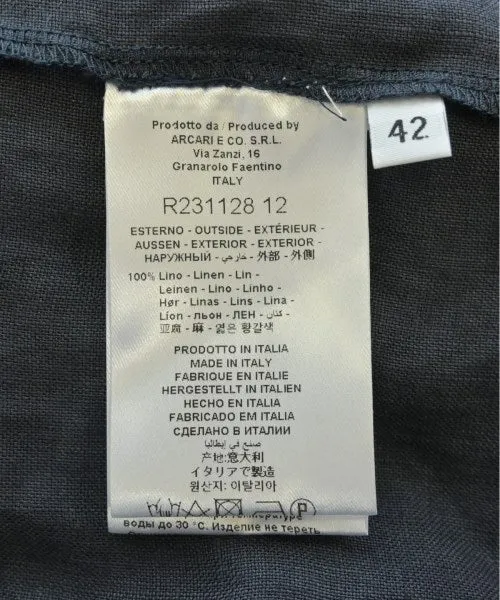 Prodotto da / Produced by
ARCARI E CO. S.R.L.
Via Zanzi, 16
Granarolo Faentino
ITALY
42
R231128 12
ESTERNO - OUTSIDE - EXTÉRIEUR -
AUSSEN - EXTERIOR - EXTERIOR -
НАРУЖНЫЙ - خارجي - 外部 - 外側
100% Lino - Linen - Lin -
Leinen - Lino - Linho -
Hør - Linas - Lins - Lina -
Līon - льон - ЛЕН - كتان -
亚麻 - 麻 - 엷은 황갈색
PRODOTTO IN ITALIA
MADE IN ITALY
FABRIQUE EN ITALIE
HERGESTELLT IN ITALIEN
HECHO EN ITALIA
FABRICADO EM ITALIA
СДЕЛАНО В ИТАЛИИ
صنع في إيطاليا
产地:意大利
イタリアで製造
원산지: 이탈리아
P
воды до 30 °C. Изделие не тереть